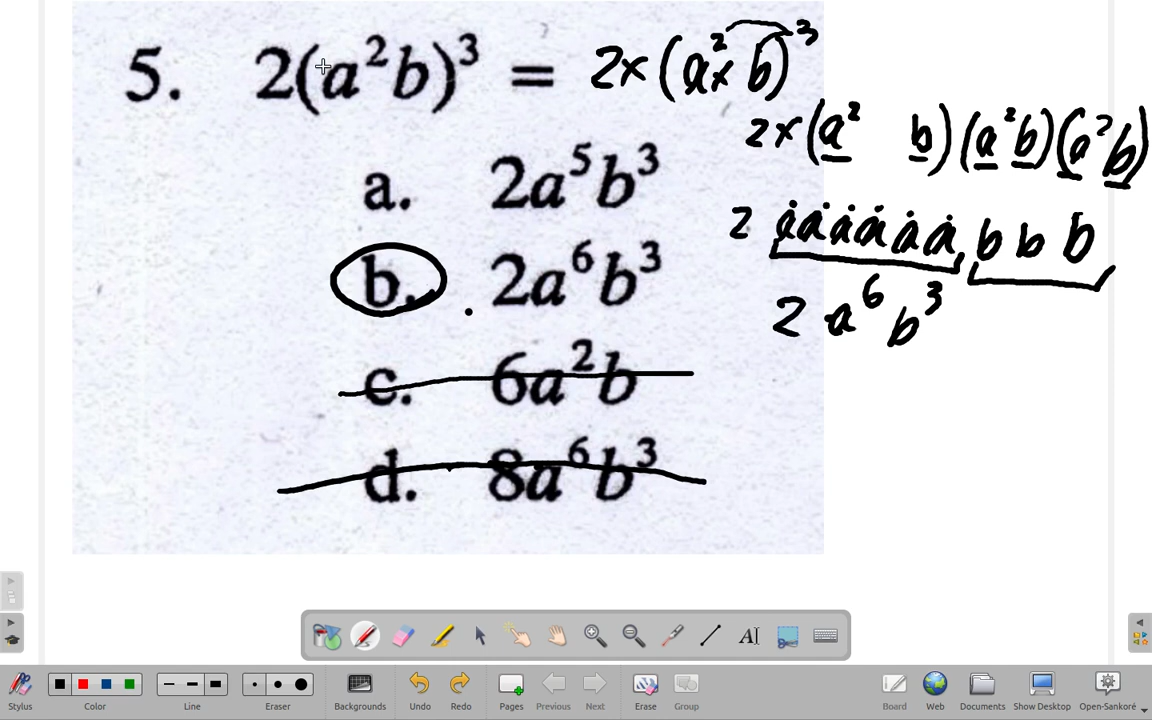 5. 2(a²b)³ = 2×(a²×b)³
2×(a² b)(a²b)(a²b)
a. 2a⁵b³
2 aaaaaa bbb
b. 2a⁶b³
2 a⁶ b³
c. 6a²b
d. 8a⁶b³
Stylus Color Line Eraser Backgrounds Undo Redo Pages Previous Next Erase Group Board Web Documents Show Desktop Open-Sankoré